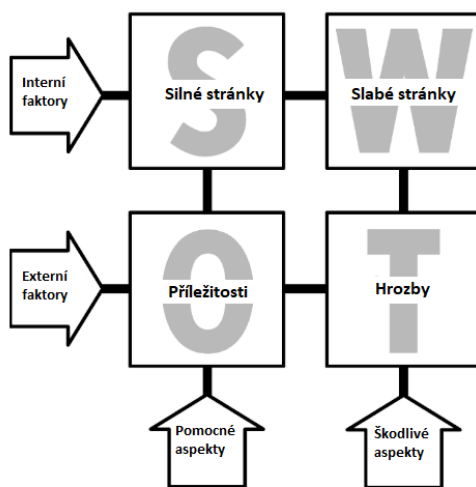 S
W
Interní
faktory
Silné stránky
Slabé stránky
O
T
Externí
faktory
Příležitosti
Hrozby
Pomocné
aspekty
Škodlivé
aspekty